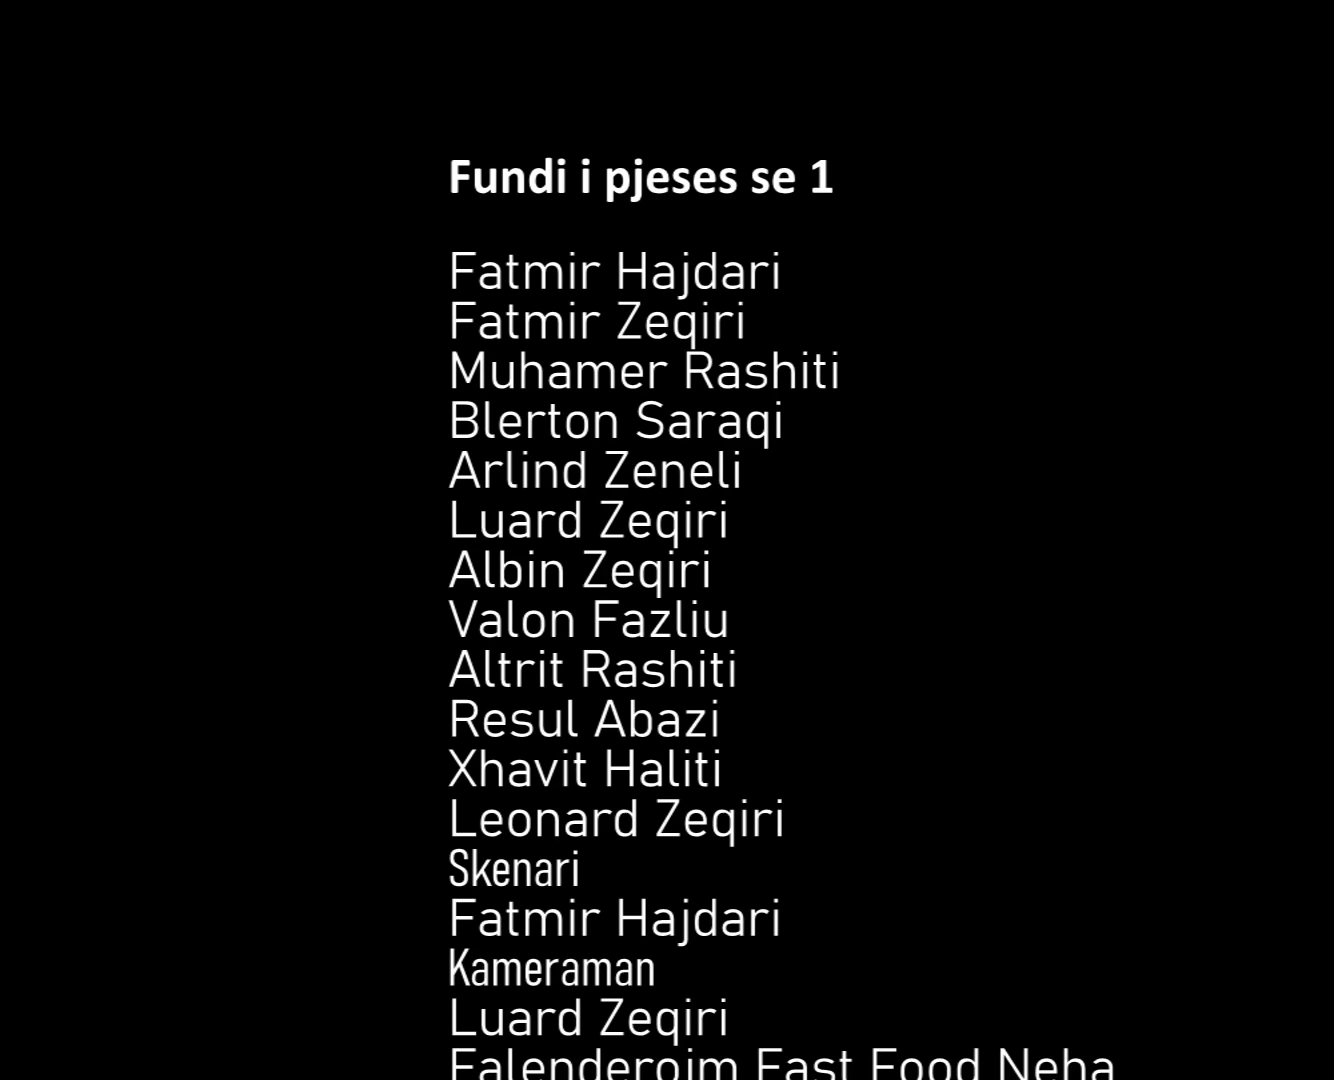 Fundi i pjeses se 1
Fatmir Hajdari
Fatmir Zeqiri
Muhamer Rashiti
Blerton Saraqi
Arlind Zeneli
Luard Zeqiri
Albin Zeqiri
Valon Fazliu
Altrit Rashiti
Resul Abazi
Xhavit Haliti
Leonard Zeqiri
Skenari
Fatmir Hajdari
Kameraman
Luard Zeqiri
Falenderojm Fast Food Neha